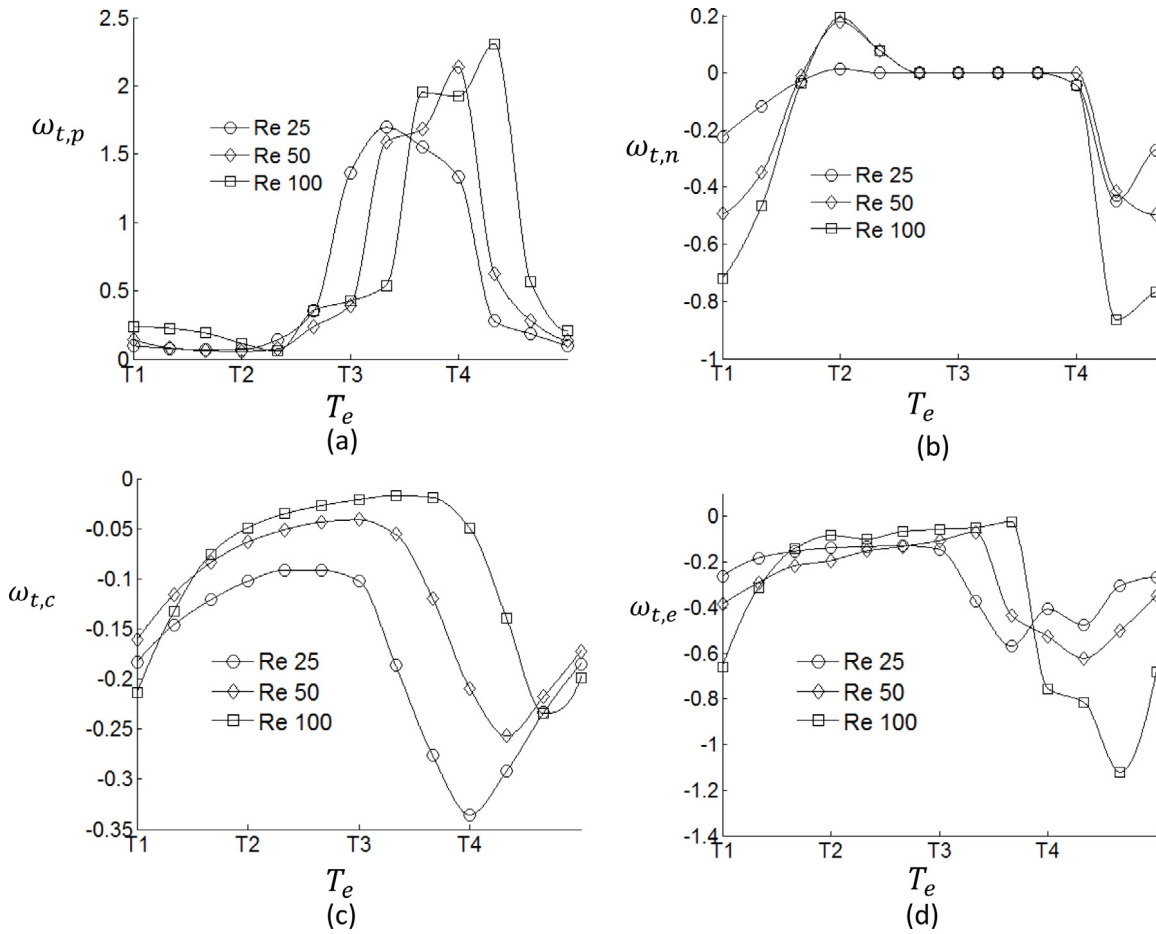 2.5
2
1.5
1
0.5
0
ω_{t,p}
Re 25
Re 50
Re 100
T1 T2 T3 T4
T_e
(a)
0.2
0
-0.2
-0.4
-0.6
-0.8
-1
ω_{t,n}
Re 25
Re 50
Re 100
T1 T2 T3 T4
T_e
(b)
0
-0.05
-0.1
-0.15
-0.2
-0.25
-0.3
-0.35
ω_{t,c}
Re 25
Re 50
Re 100
T1 T2 T3 T4
T_e
(c)
0
-0.2
-0.4
-0.6
-0.8
-1
-1.2
-1.4
ω_{t,e}
Re 25
Re 50
Re 100
T1 T2 T3 T4
T_e
(d)